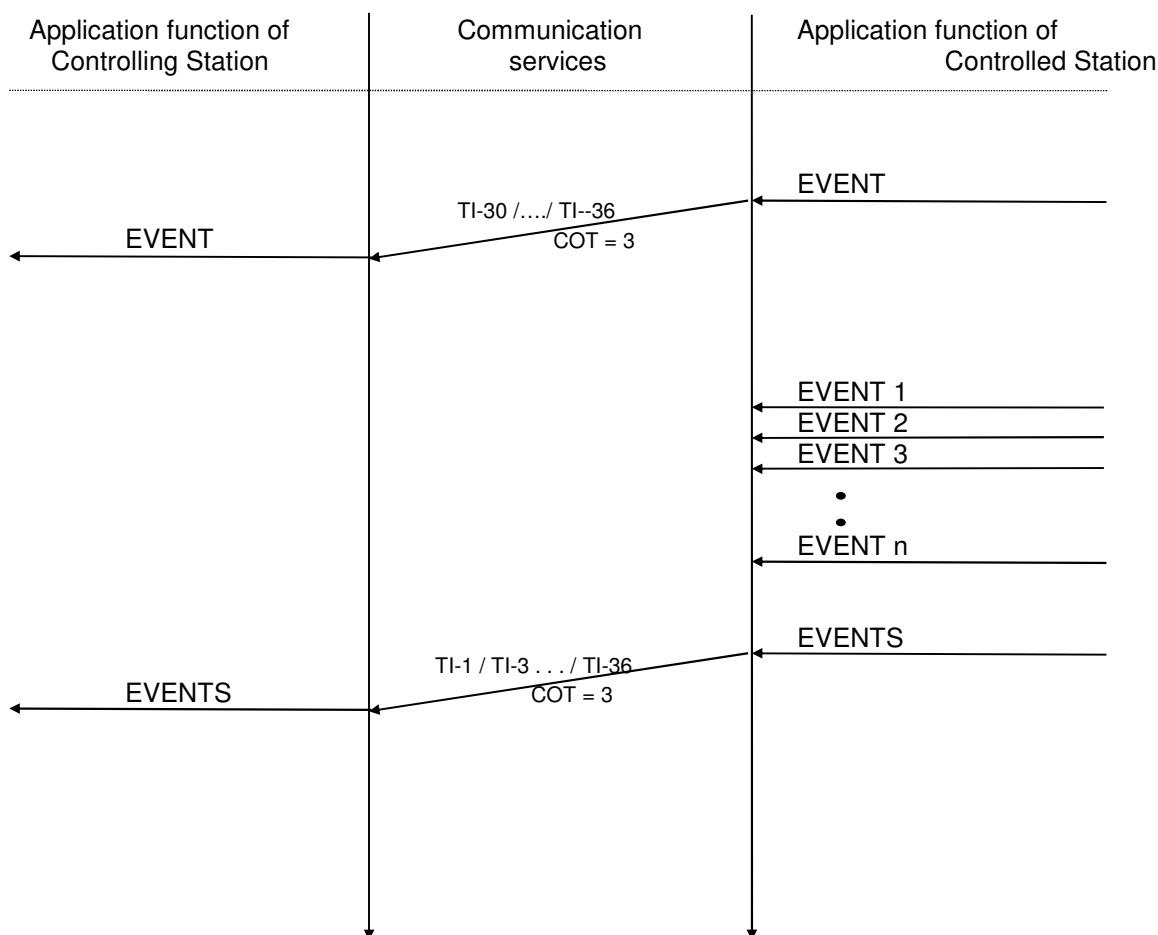 Application function of
Controlling Station
Communication
services
Application function of
Controlled Station
EVENT
TI-30 /…./ TI--36
COT = 3
EVENT
EVENT 1
EVENT 2
EVENT 3
EVENT n
EVENTS
TI-1 / TI-3 . . . / TI-36
COT = 3
EVENTS